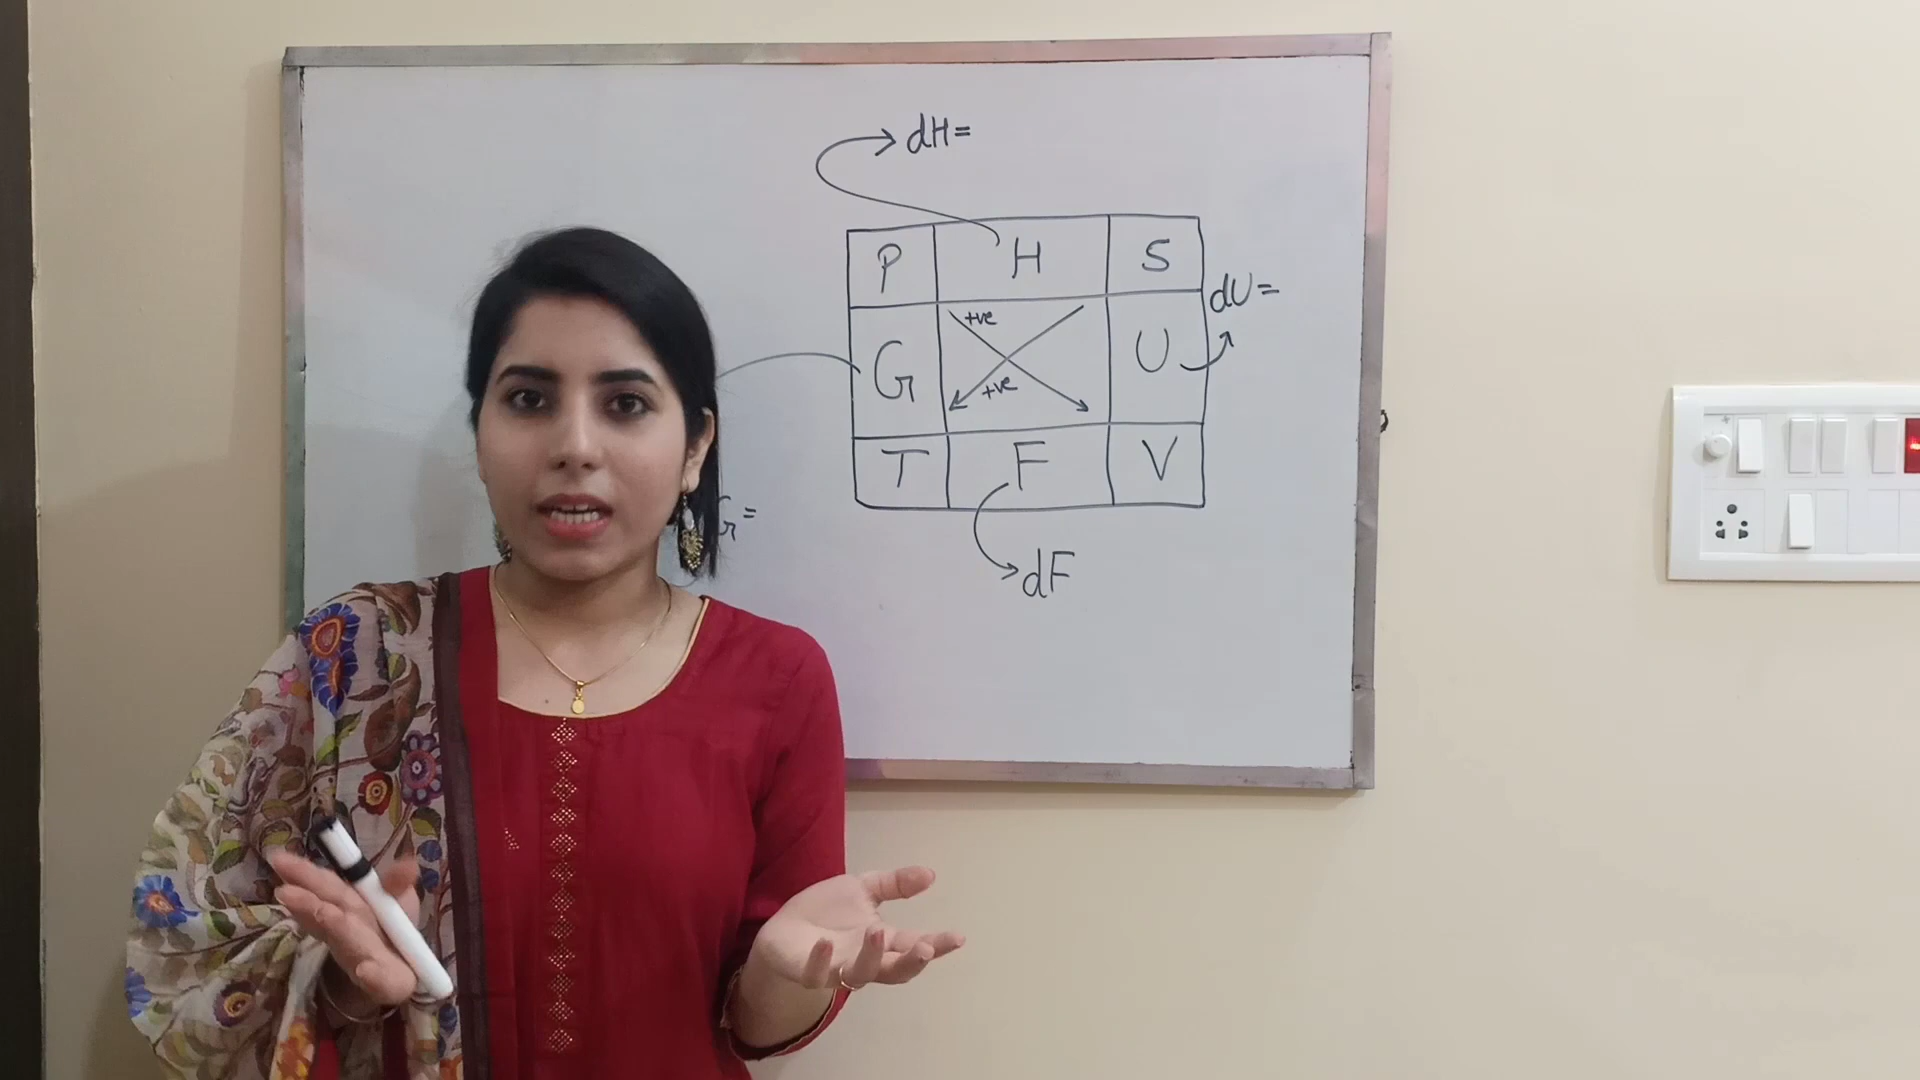 dH=
P H S
dU=
+ve
G U
+ve
T F V
G=
dF